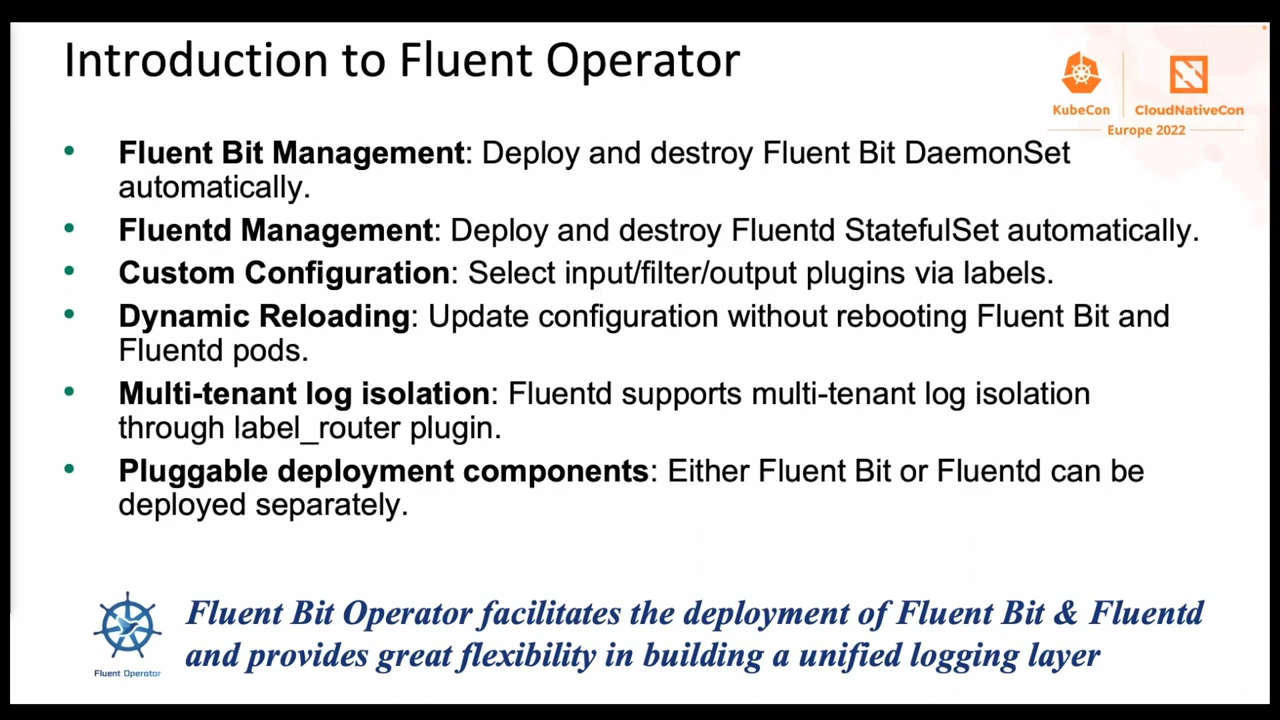 Introduction to Fluent Operator
KubeCon
CloudNativeCon
Europe 2022
• Fluent Bit Management: Deploy and destroy Fluent Bit DaemonSet
automatically.
• Fluentd Management: Deploy and destroy Fluentd StatefulSet automatically.
• Custom Configuration: Select input/filter/output plugins via labels.
• Dynamic Reloading: Update configuration without rebooting Fluent Bit and
Fluentd pods.
• Multi-tenant log isolation: Fluentd supports multi-tenant log isolation
through label_router plugin.
• Pluggable deployment components: Either Fluent Bit or Fluentd can be
deployed separately.
Fluent Bit Operator facilitates the deployment of Fluent Bit & Fluentd
and provides great flexibility in building a unified logging layer
Fluent Operator